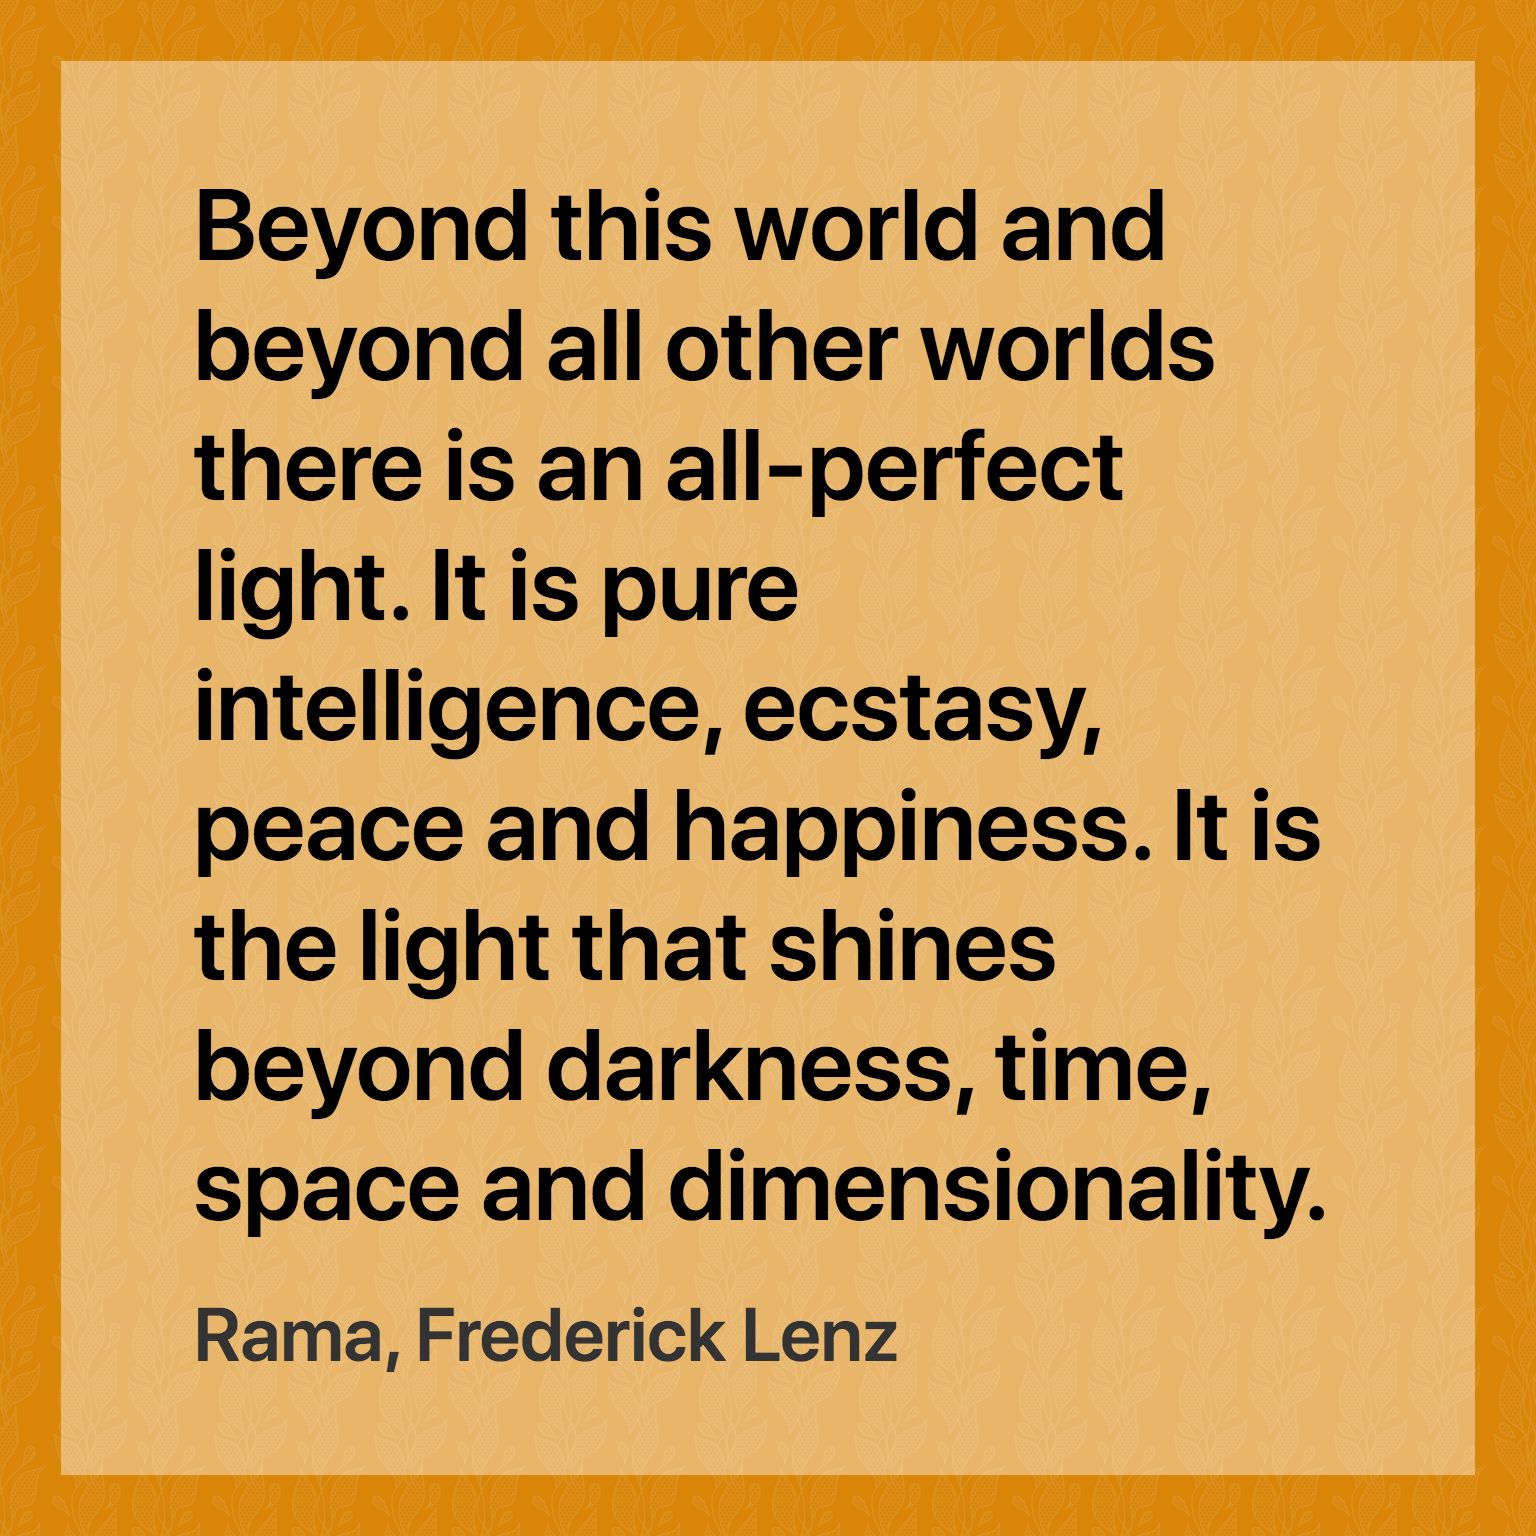 Beyond this world and
beyond all other worlds
there is an all-perfect
light. It is pure
intelligence, ecstasy,
peace and happiness. It is
the light that shines
beyond darkness, time,
space and dimensionality.
Rama, Frederick Lenz